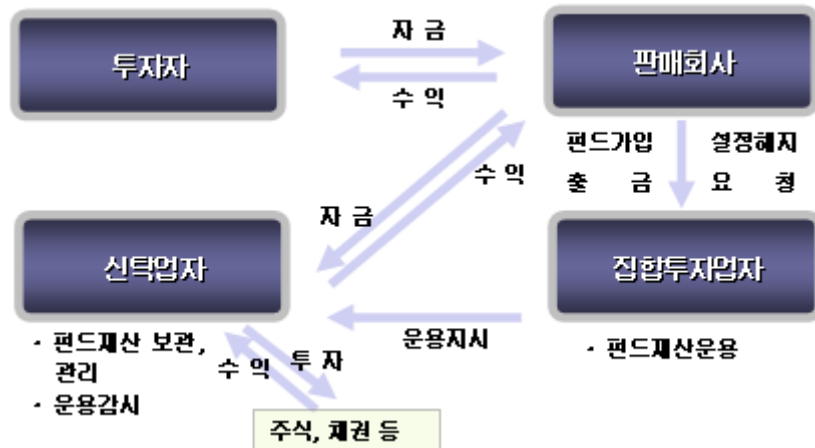 자 금
투자자
판매회사
수 익
펀드가입 설정해지
출 금 요 청
수 익
자 금
신탁업자
집합투자업자
운용지시
· 펀드재산 보관,
관리
· 운용감시
수 익
투 자
· 펀드재산운용
주식, 채권 등